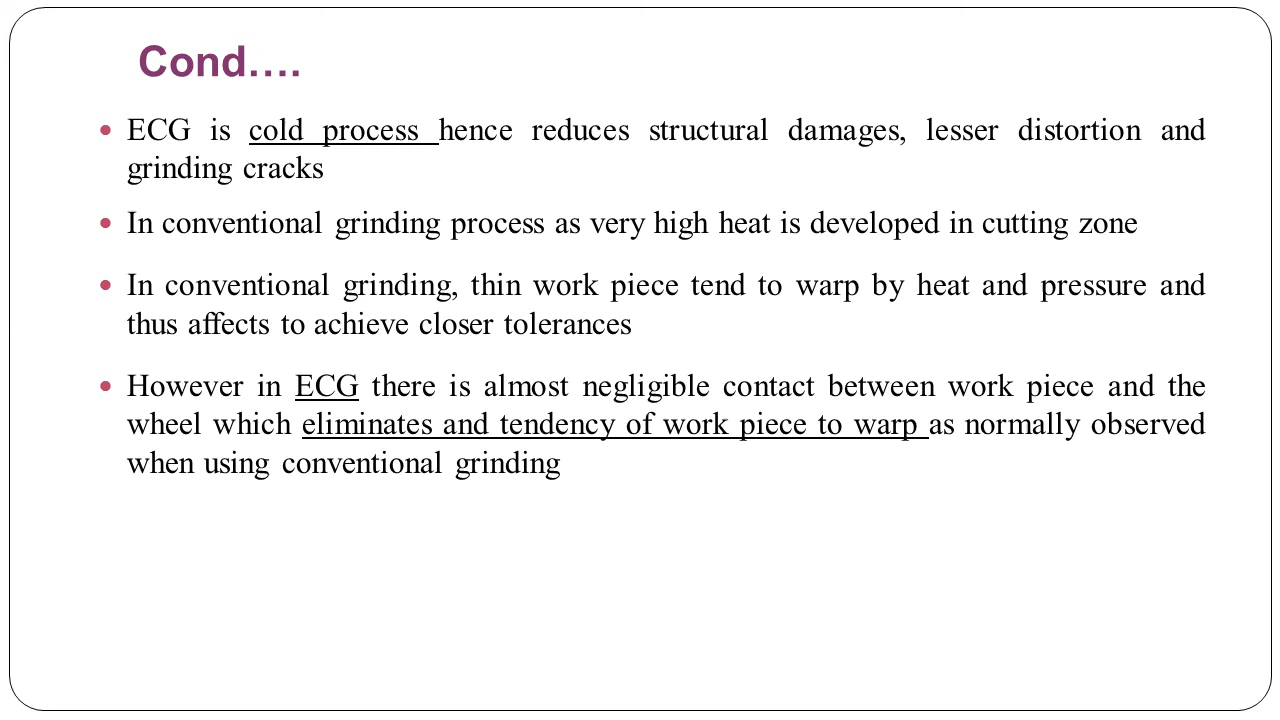 Cond….
• ECG is cold process hence reduces structural damages, lesser distortion and
grinding cracks
• In conventional grinding process as very high heat is developed in cutting zone
• In conventional grinding, thin work piece tend to warp by heat and pressure and
thus affects to achieve closer tolerances
• However in ECG there is almost negligible contact between work piece and the
wheel which eliminates and tendency of work piece to warp as normally observed
when using conventional grinding